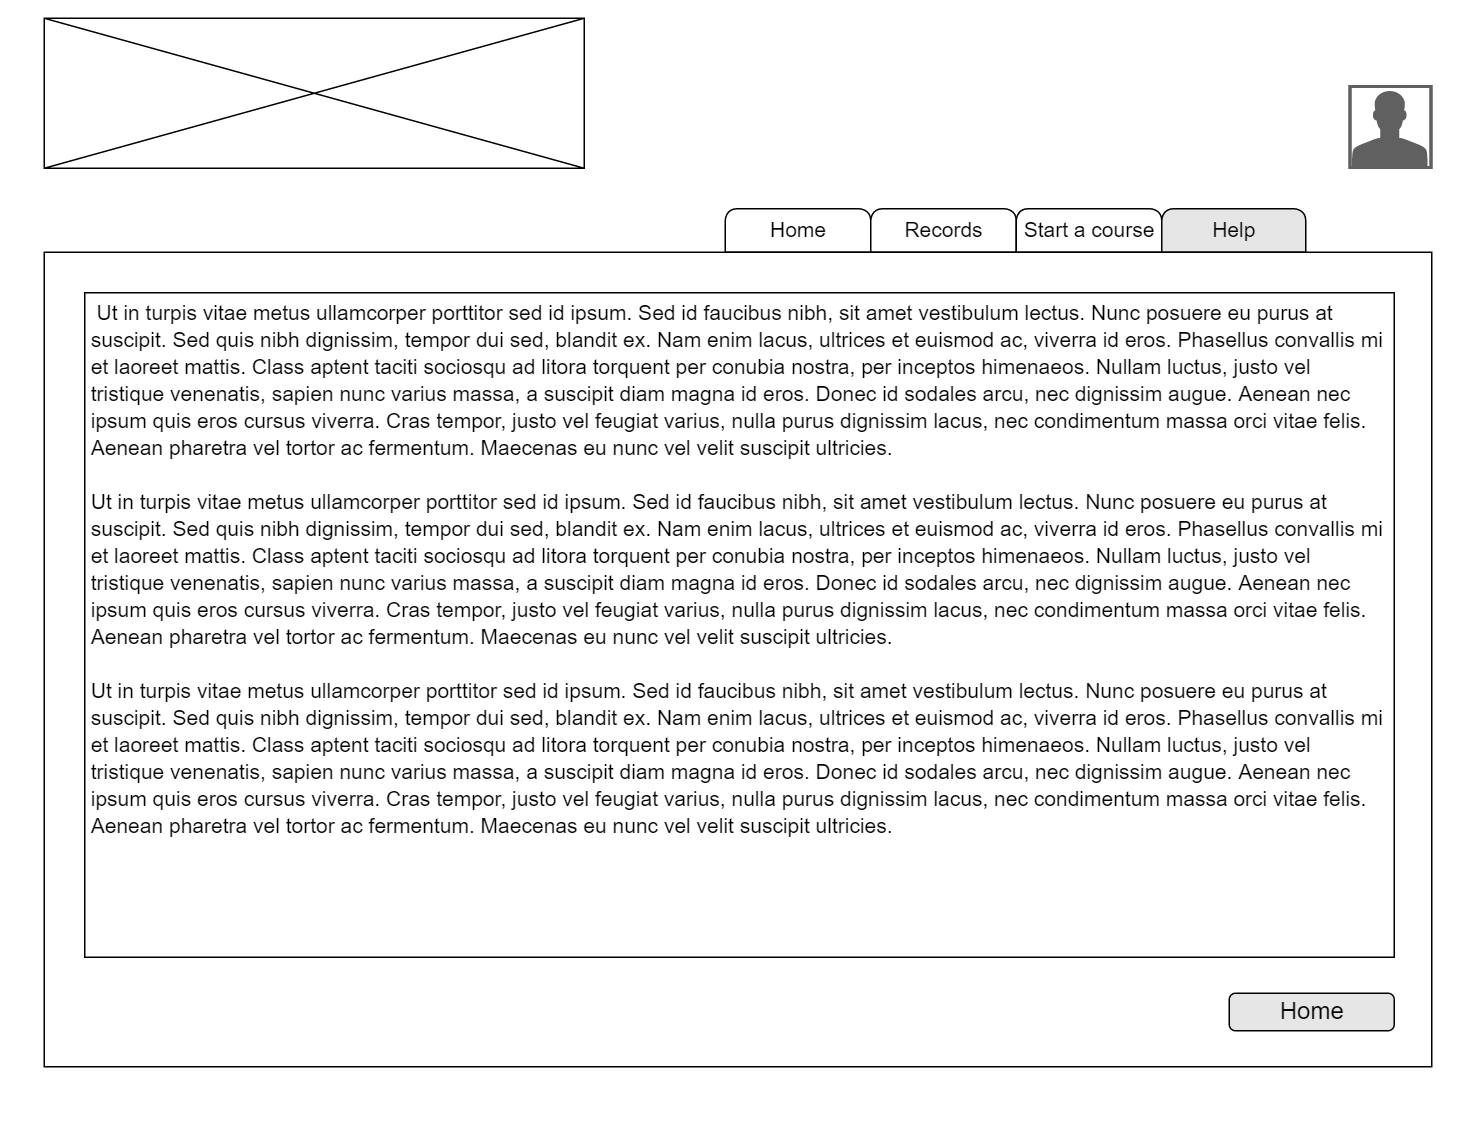 Home
Records
Start a course
Help
Ut in turpis vitae metus ullamcorper porttitor sed id ipsum. Sed id faucibus nibh, sit amet vestibulum lectus. Nunc posuere eu purus at
suscipit. Sed quis nibh dignissim, tempor dui sed, blandit ex. Nam enim lacus, ultrices et euismod ac, viverra id eros. Phasellus convallis mi
et laoreet mattis. Class aptent taciti sociosqu ad litora torquent per conubia nostra, per inceptos himenaeos. Nullam luctus, justo vel
tristique venenatis, sapien nunc varius massa, a suscipit diam magna id eros. Donec id sodales arcu, nec dignissim augue. Aenean nec
ipsum quis eros cursus viverra. Cras tempor, justo vel feugiat varius, nulla purus dignissim lacus, nec condimentum massa orci vitae felis.
Aenean pharetra vel tortor ac fermentum. Maecenas eu nunc vel velit suscipit ultricies.

Ut in turpis vitae metus ullamcorper porttitor sed id ipsum. Sed id faucibus nibh, sit amet vestibulum lectus. Nunc posuere eu purus at
suscipit. Sed quis nibh dignissim, tempor dui sed, blandit ex. Nam enim lacus, ultrices et euismod ac, viverra id eros. Phasellus convallis mi
et laoreet mattis. Class aptent taciti sociosqu ad litora torquent per conubia nostra, per inceptos himenaeos. Nullam luctus, justo vel
tristique venenatis, sapien nunc varius massa, a suscipit diam magna id eros. Donec id sodales arcu, nec dignissim augue. Aenean nec
ipsum quis eros cursus viverra. Cras tempor, justo vel feugiat varius, nulla purus dignissim lacus, nec condimentum massa orci vitae felis.
Aenean pharetra vel tortor ac fermentum. Maecenas eu nunc vel velit suscipit ultricies.

Ut in turpis vitae metus ullamcorper porttitor sed id ipsum. Sed id faucibus nibh, sit amet vestibulum lectus. Nunc posuere eu purus at
suscipit. Sed quis nibh dignissim, tempor dui sed, blandit ex. Nam enim lacus, ultrices et euismod ac, viverra id eros. Phasellus convallis mi
et laoreet mattis. Class aptent taciti sociosqu ad litora torquent per conubia nostra, per inceptos himenaeos. Nullam luctus, justo vel
tristique venenatis, sapien nunc varius massa, a suscipit diam magna id eros. Donec id sodales arcu, nec dignissim augue. Aenean nec
ipsum quis eros cursus viverra. Cras tempor, justo vel feugiat varius, nulla purus dignissim lacus, nec condimentum massa orci vitae felis.
Aenean pharetra vel tortor ac fermentum. Maecenas eu nunc vel velit suscipit ultricies.
Home